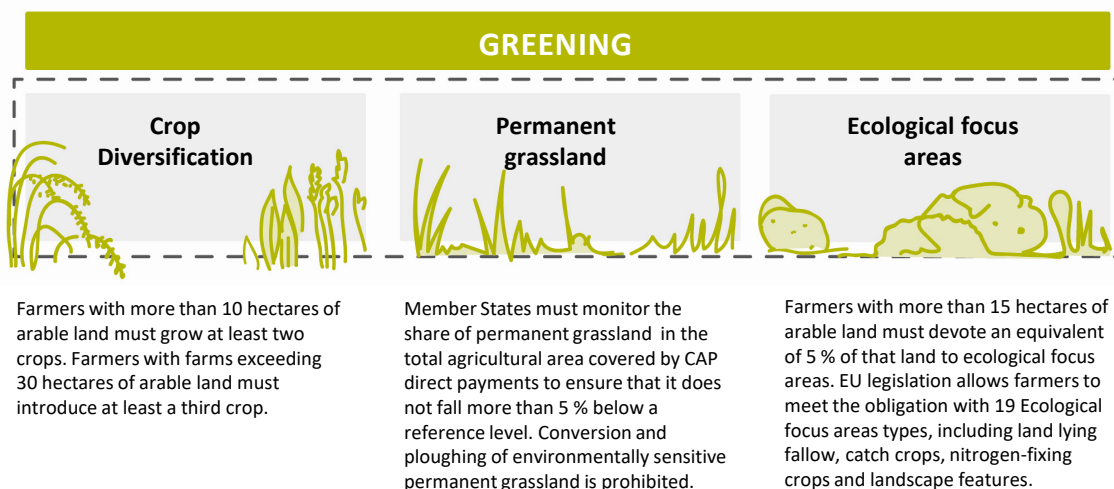 GREENING
Crop
Diversification
Farmers with more than 10 hectares of
arable land must grow at least two
crops. Farmers with farms exceeding
30 hectares of arable land must
introduce at least a third crop.
Permanent
grassland
Member States must monitor the
share of permanent grassland in the
total agricultural area covered by CAP
direct payments to ensure that it does
not fall more than 5 % below a
reference level. Conversion and
ploughing of environmentally sensitive
permanent grassland is prohibited.
Ecological focus
areas
Farmers with more than 15 hectares of
arable land must devote an equivalent
of 5 % of that land to ecological focus
areas. EU legislation allows farmers to
meet the obligation with 19 Ecological
focus areas types, including land lying
fallow, catch crops, nitrogen-fixing
crops and landscape features.